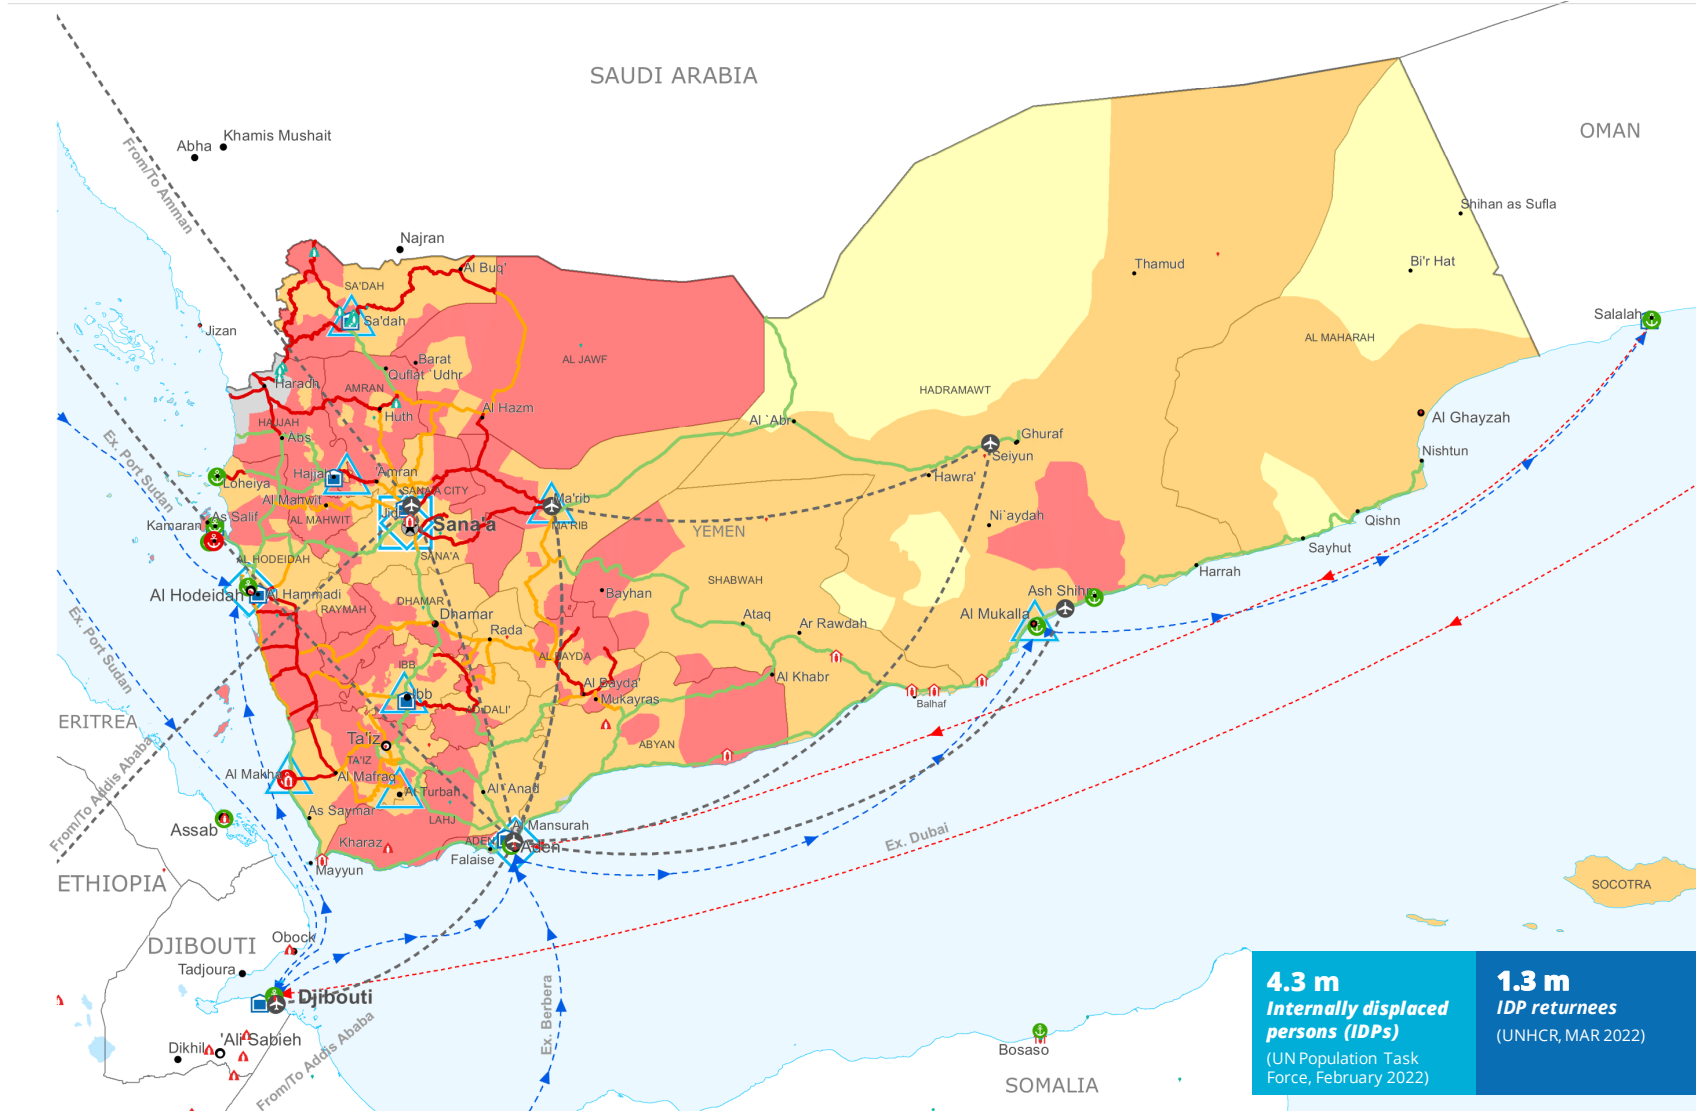 SAUDI ARABIA
OMAN
Khamis Mushait
Abha
From/To Amman
Shihan as Sufla
Najran
Al Buq'
Thamud
Bi'r Hat
SA'DAH
Sa'dah
Jizan
Salalah
AL JAWF
AL MAHARAH
Barat
Quflat `Udhr
Haradh
AMRAN
HADRAMAWT
Huth
Al Hazm
Al `Abr
Al Ghayzah
HAJJAH
'Abs
Ghuraf
Seiyun
Nishtun
Ex. Port Sudan
Hajjah
'Amran
Hawra'
Loheiya
SANA'A CITY
Al Mahwit
Ma'rib
As Salif
AL MAHWIT
Kamaran
Sana'a
MA'RIB
YEMEN
Ni`aydah
Qishn
Sayhut
AL HODEIDAH
SANA'A
Harrah
SHABWAH
Al Hodeidah
Al Hammadi
Bayhan
Ash Shihr
RAYMAH
DHAMAR
Dhamar
Al Mukalla
Ataq
Ar Rawdah
Rada
Ex. Port Sudan
IBB
AL BAYDA
Al Khabr
Al Bayda'
Mukayras
Balhaf
Ibb
AD DALI'
ERITREA
Ta'iz
ABYAN
TA'IZ
Al Makha
Al Mafraq
At Turbah
Al `Anad
From/To Addis Ababa
As Saymar
LAHJ
Assab
Al Mansurah
Kharaz
ADEN
Aden
Falaise
Ex. Dubai
Mayyun
ETHIOPIA
SOCOTRA
Obock
DJIBOUTI
Tadjoura
Djibouti
Ex. Berbera
'Ali Sabieh
Dikhil
From/To Addis Ababa
Bosaso
SOMALIA
4.3 m
Internally displaced
persons (IDPs)
(UN Population Task
Force, February 2022)
1.3 m
IDP returnees
(UNHCR, MAR 2022)